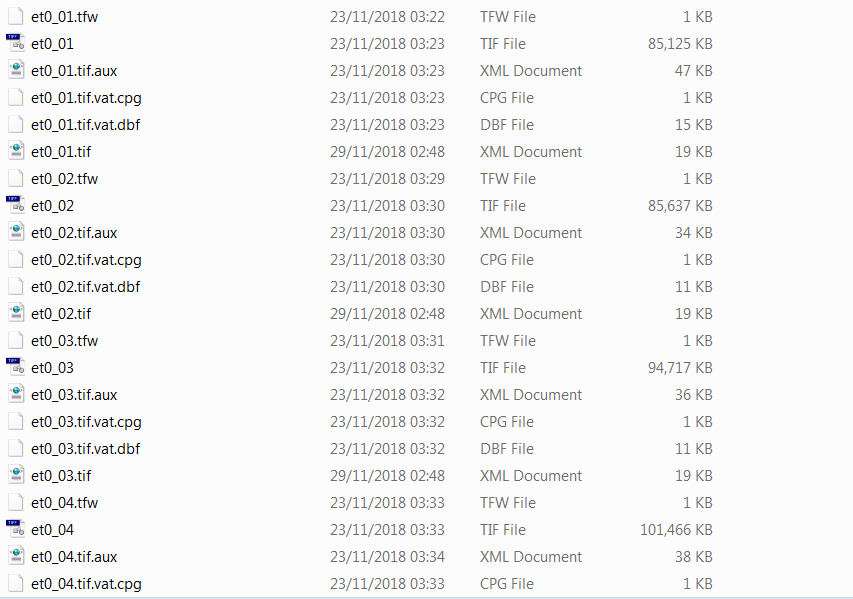 et0_01.tfw 23/11/2018 03:22 TFW File 1 KB
et0_01 23/11/2018 03:23 TIF File 85,125 KB
et0_01.tif.aux 23/11/2018 03:23 XML Document 47 KB
et0_01.tif.vat.cpg 23/11/2018 03:23 CPG File 1 KB
et0_01.tif.vat.dbf 23/11/2018 03:23 DBF File 15 KB
et0_01.tif 29/11/2018 02:48 XML Document 19 KB
et0_02.tfw 23/11/2018 03:29 TFW File 1 KB
et0_02 23/11/2018 03:30 TIF File 85,637 KB
et0_02.tif.aux 23/11/2018 03:30 XML Document 34 KB
et0_02.tif.vat.cpg 23/11/2018 03:30 CPG File 1 KB
et0_02.tif.vat.dbf 23/11/2018 03:30 DBF File 11 KB
et0_02.tif 29/11/2018 02:48 XML Document 19 KB
et0_03.tfw 23/11/2018 03:31 TFW File 1 KB
et0_03 23/11/2018 03:32 TIF File 94,717 KB
et0_03.tif.aux 23/11/2018 03:32 XML Document 36 KB
et0_03.tif.vat.cpg 23/11/2018 03:32 CPG File 1 KB
et0_03.tif.vat.dbf 23/11/2018 03:32 DBF File 11 KB
et0_03.tif 29/11/2018 02:48 XML Document 19 KB
et0_04.tfw 23/11/2018 03:33 TFW File 1 KB
et0_04 23/11/2018 03:33 TIF File 101,466 KB
et0_04.tif.aux 23/11/2018 03:34 XML Document 38 KB
et0_04.tif.vat.cpg 23/11/2018 03:33 CPG File 1 KB